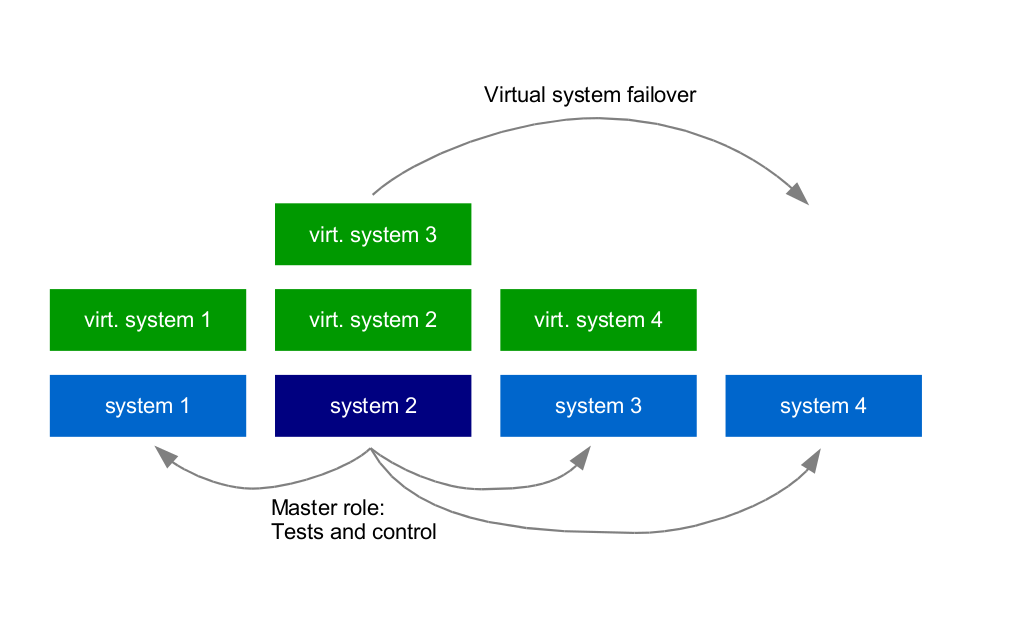 Virtual system failover
virt. system 3
virt. system 1
virt. system 2
virt. system 4
system 1
system 2
system 3
system 4
Master role:
Tests and control